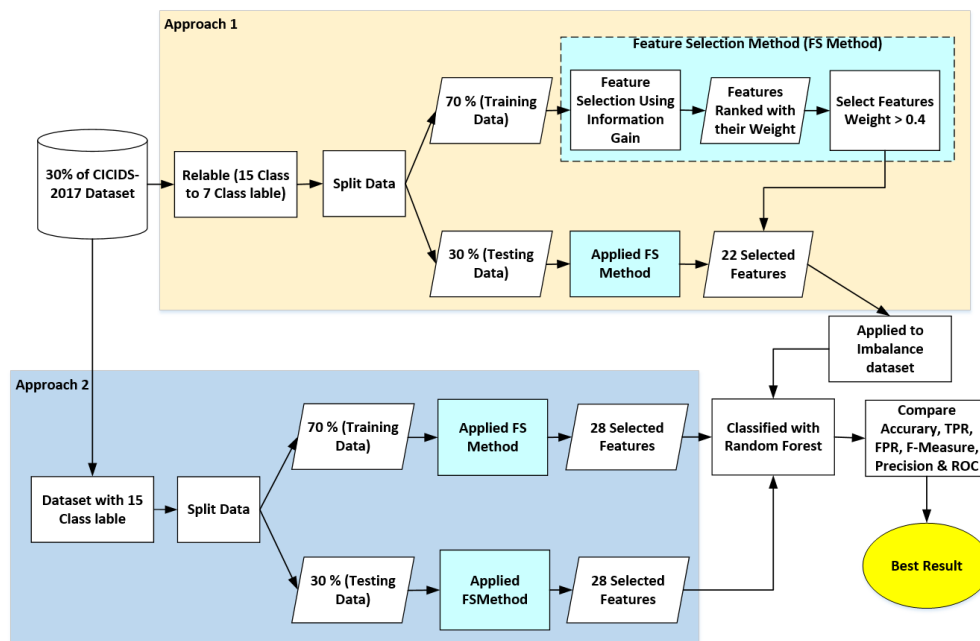 Approach 1
Feature Selection Method (FS Method)
70 % (Training
Data)
Feature
Selection Using
Information
Gain
Features
Ranked with
their Weight
Select Features
Weight > 0.4
30% of CICIDS-
2017 Dataset
Relable (15 Class
to 7 Class lable)
Split Data
30 % (Testing
Data)
Applied FS
Method
22 Selected
Features
Applied to
Imbalance
dataset
Approach 2
70 % (Training
Data)
Applied FS
Method
28 Selected
Features
Classified with
Random Forest
Compare
Accurary, TPR,
FPR, F-Measure,
Precision & ROC
Dataset with 15
Class lable
Split Data
30 % (Testing
Data)
Applied
FSMethod
28 Selected
Features
Best Result